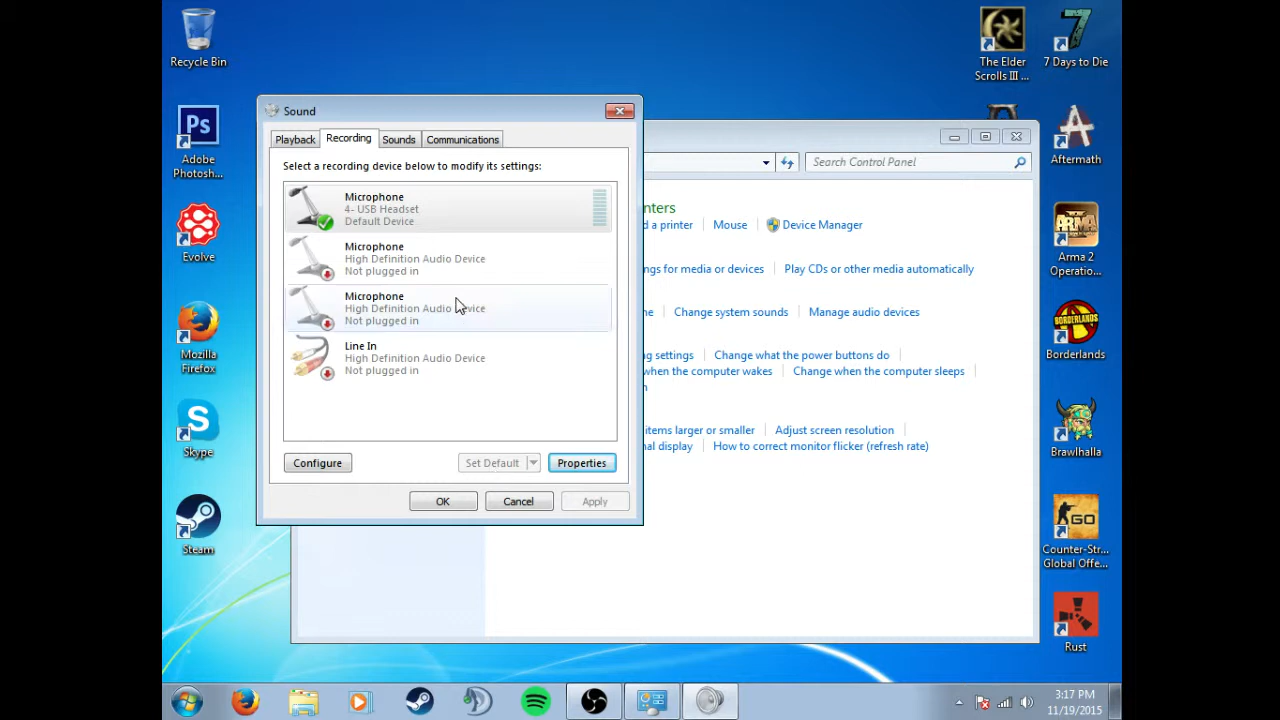 Recycle Bin
Ps
Adobe
Photosh...
Evolve
Mozilla
Firefox
Skype
Steam
The Elder
Scrolls III ...
7 Days to Die
Aftermath
Arma 2
Operatio...
Borderlands
Brawlhalla
Counter-Str...
Global Offe...
Rust
Sound
Playback
Recording
Sounds
Communications
Select a recording device below to modify its settings:
Microphone
4- USB Headset
Default Device
Microphone
High Definition Audio Device
Not plugged in
Microphone
High Definition Audio Device
Not plugged in
Line In
High Definition Audio Device
Not plugged in
Configure
Set Default
Properties
OK
Cancel
Apply
Search Control Panel
nters
d a printer
Mouse
Device Manager
ngs for media or devices
Play CDs or other media automatically
ne
Change system sounds
Manage audio devices
ng settings
Change what the power buttons do
when the computer wakes
Change when the computer sleeps
n
items larger or smaller
Adjust screen resolution
nal display
How to correct monitor flicker (refresh rate)
ARMA II
BORDERLANDS
GO
3:17 PM
11/19/2015